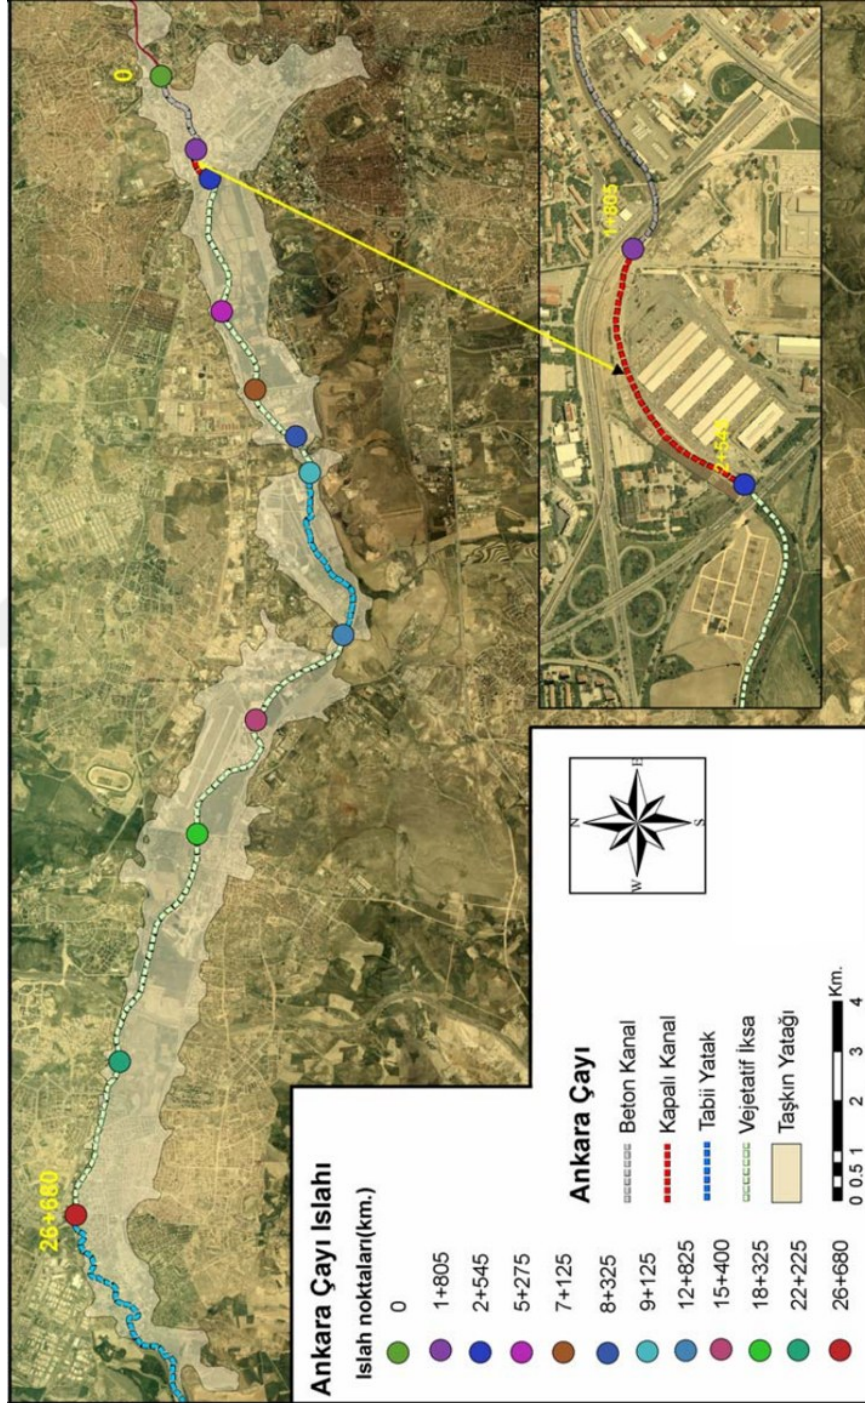 0
26+680
1+805
2+545
Ankara Çayı Islahı
Islah noktaları(km.)
0
1+805
2+545
5+275
7+125
8+325
9+125
12+825
15+400
18+325
22+225
26+680
Ankara Çayı
Beton Kanal
Kapalı Kanal
Tabii Yatak
Vejetatif İksa
Taşkın Yatağı
0 0.5 1 2 3 4
Km.
N
W E
S